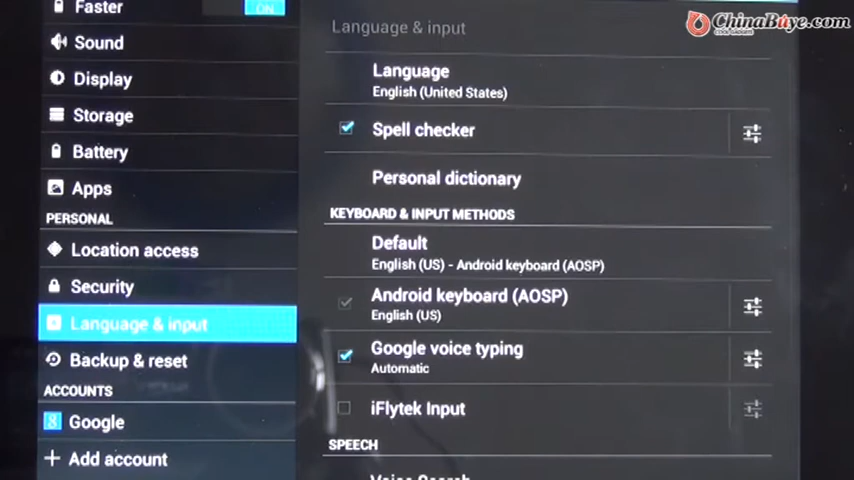 Faster
ON
Sound
Display
Storage
Battery
Apps
PERSONAL
Location access
Security
Language & input
Backup & reset
ACCOUNTS
Google
Add account
Language & input
Language
English (United States)
Spell checker
Personal dictionary
KEYBOARD & INPUT METHODS
Default
English (US) - Android keyboard (AOSP)
Android keyboard (AOSP)
English (US)
Google voice typing
Automatic
iFlytek Input
SPEECH
Voice Search
ChinaBuye.com